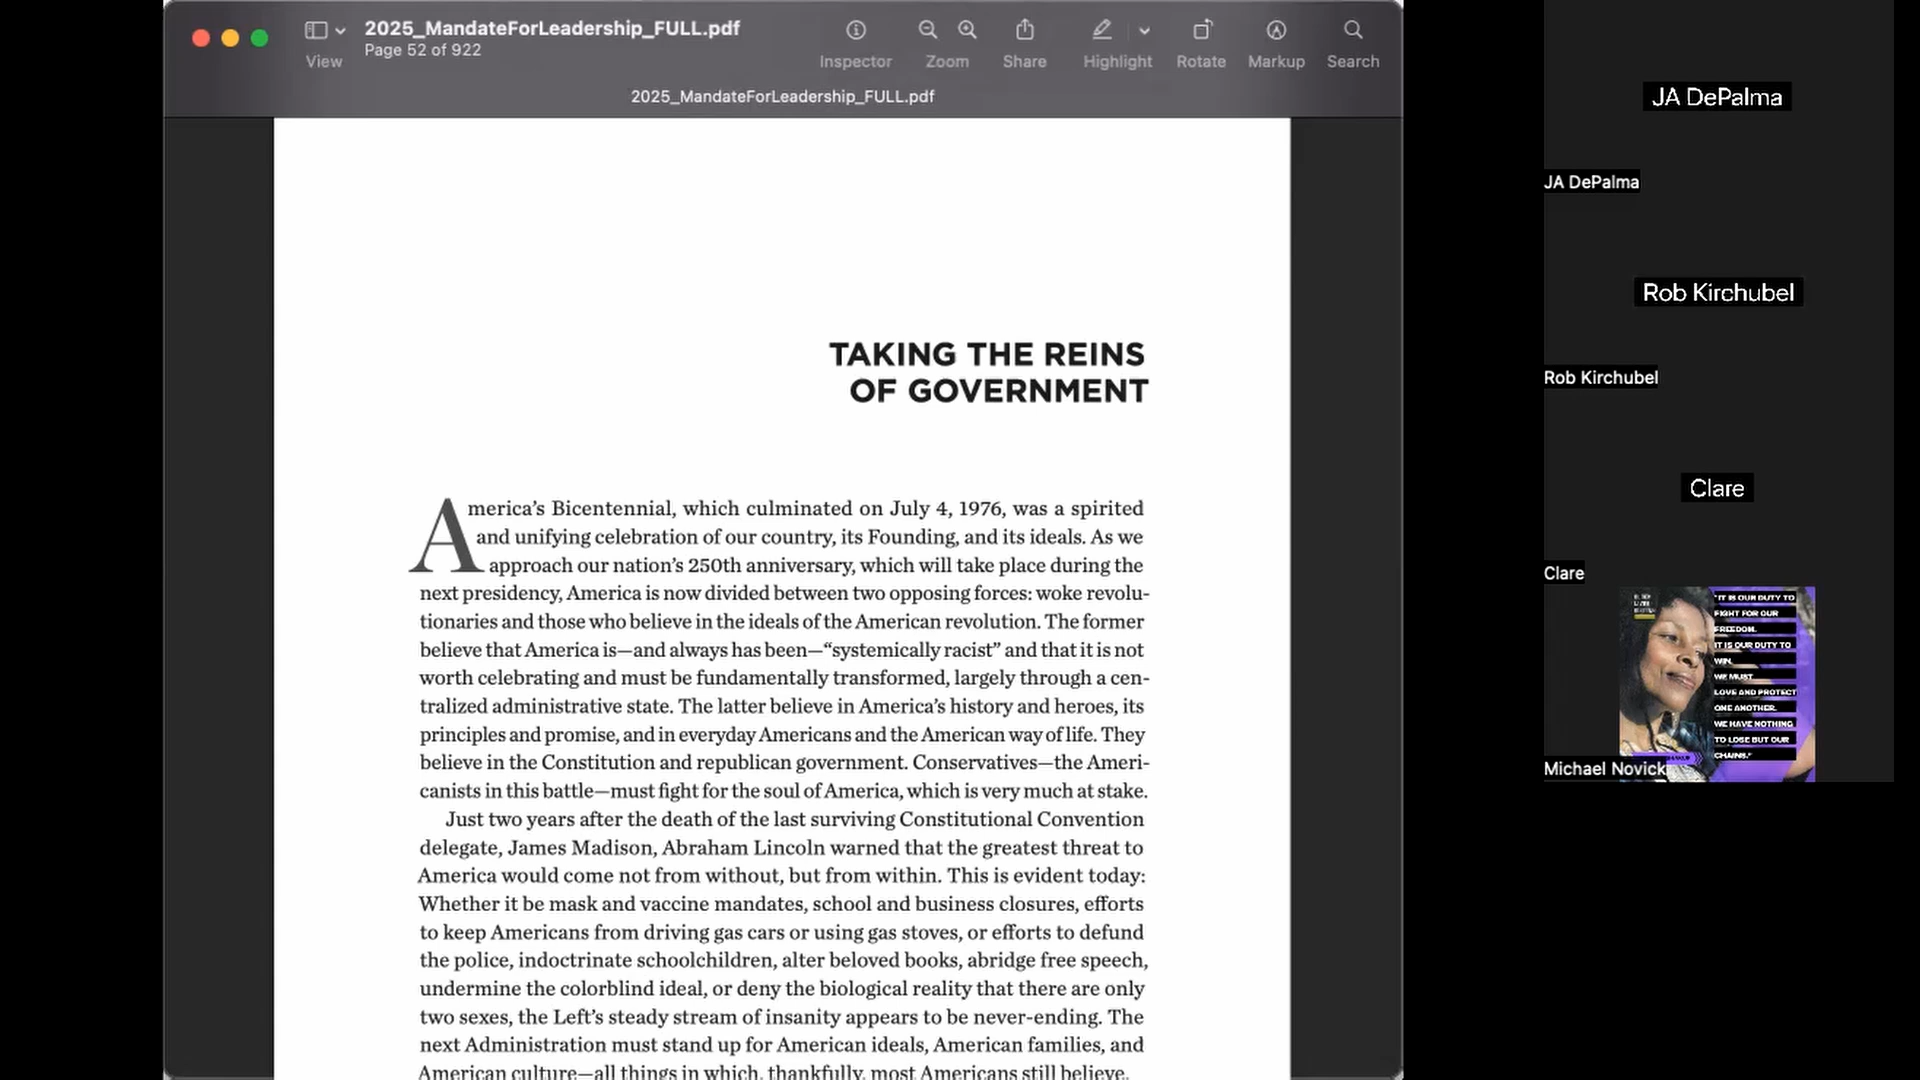 2025_MandateForLeadership_FULL.pdf
Page 52 of 922
View
Inspector
Zoom
Share
Highlight
Rotate
Markup
Search
2025_MandateForLeadership_FULL.pdf
TAKING THE REINS
OF GOVERNMENT
America’s Bicentennial, which culminated on July 4, 1976, was a spirited
and unifying celebration of our country, its Founding, and its ideals. As we
approach our nation’s 250th anniversary, which will take place during the
next presidency, America is now divided between two opposing forces: woke revolu-
tionaries and those who believe in the ideals of the American revolution. The former
believe that America is—and always has been—“systemically racist” and that it is not
worth celebrating and must be fundamentally transformed, largely through a cen-
tralized administrative state. The latter believe in America’s history and heroes, its
principles and promise, and in everyday Americans and the American way of life. They
believe in the Constitution and republican government. Conservatives—the Ameri-
canists in this battle—must fight for the soul of America, which is very much at stake.
Just two years after the death of the last surviving Constitutional Convention
delegate, James Madison, Abraham Lincoln warned that the greatest threat to
America would come not from without, but from within. This is evident today:
Whether it be mask and vaccine mandates, school and business closures, efforts
to keep Americans from driving gas cars or using gas stoves, or efforts to defund
the police, indoctrinate schoolchildren, alter beloved books, abridge free speech,
undermine the colorblind ideal, or deny the biological reality that there are only
two sexes, the Left’s steady stream of insanity appears to be never-ending. The
next Administration must stand up for American ideals, American families, and
American culture—all things in which, thankfully, most Americans still believe.
JA DePalma
JA DePalma
Rob Kirchubel
Rob Kirchubel
Clare
Clare
"IT IS OUR DUTY TO
FIGHT FOR OUR
FREEDOM.
IT IS OUR DUTY TO
WIN.
WE MUST
LOVE AND PROTECT
ONE ANOTHER.
WE HAVE NOTHING
TO LOSE BUT OUR
CHAINS."
Michael Novick